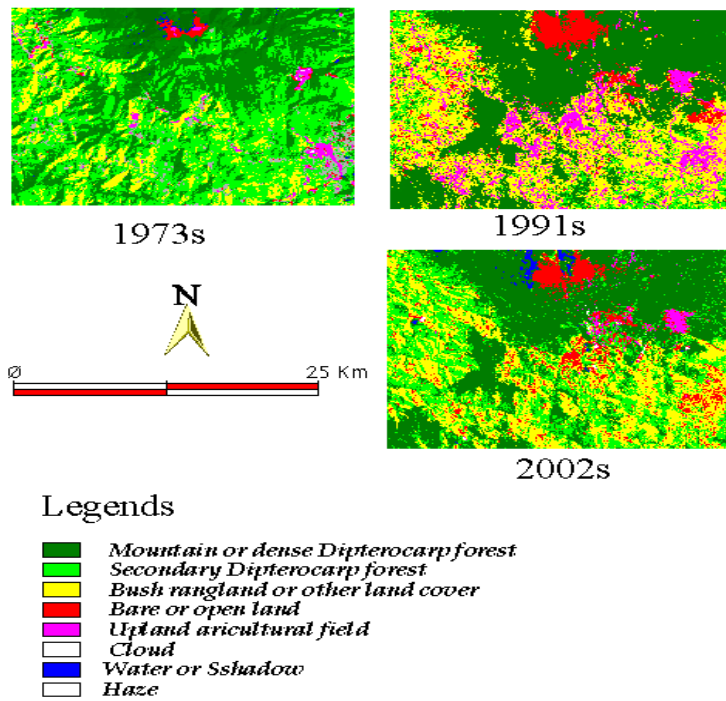 1973s
1991s
N
Ø 25 Km
2002s
Legends
Mountain or dense Dipterocarp forest
Secondary Dipterocarp forest
Bush rangland or other land cover
Bare or open land
Upland aricultural field
Cloud
Water or Sshadow
Haze